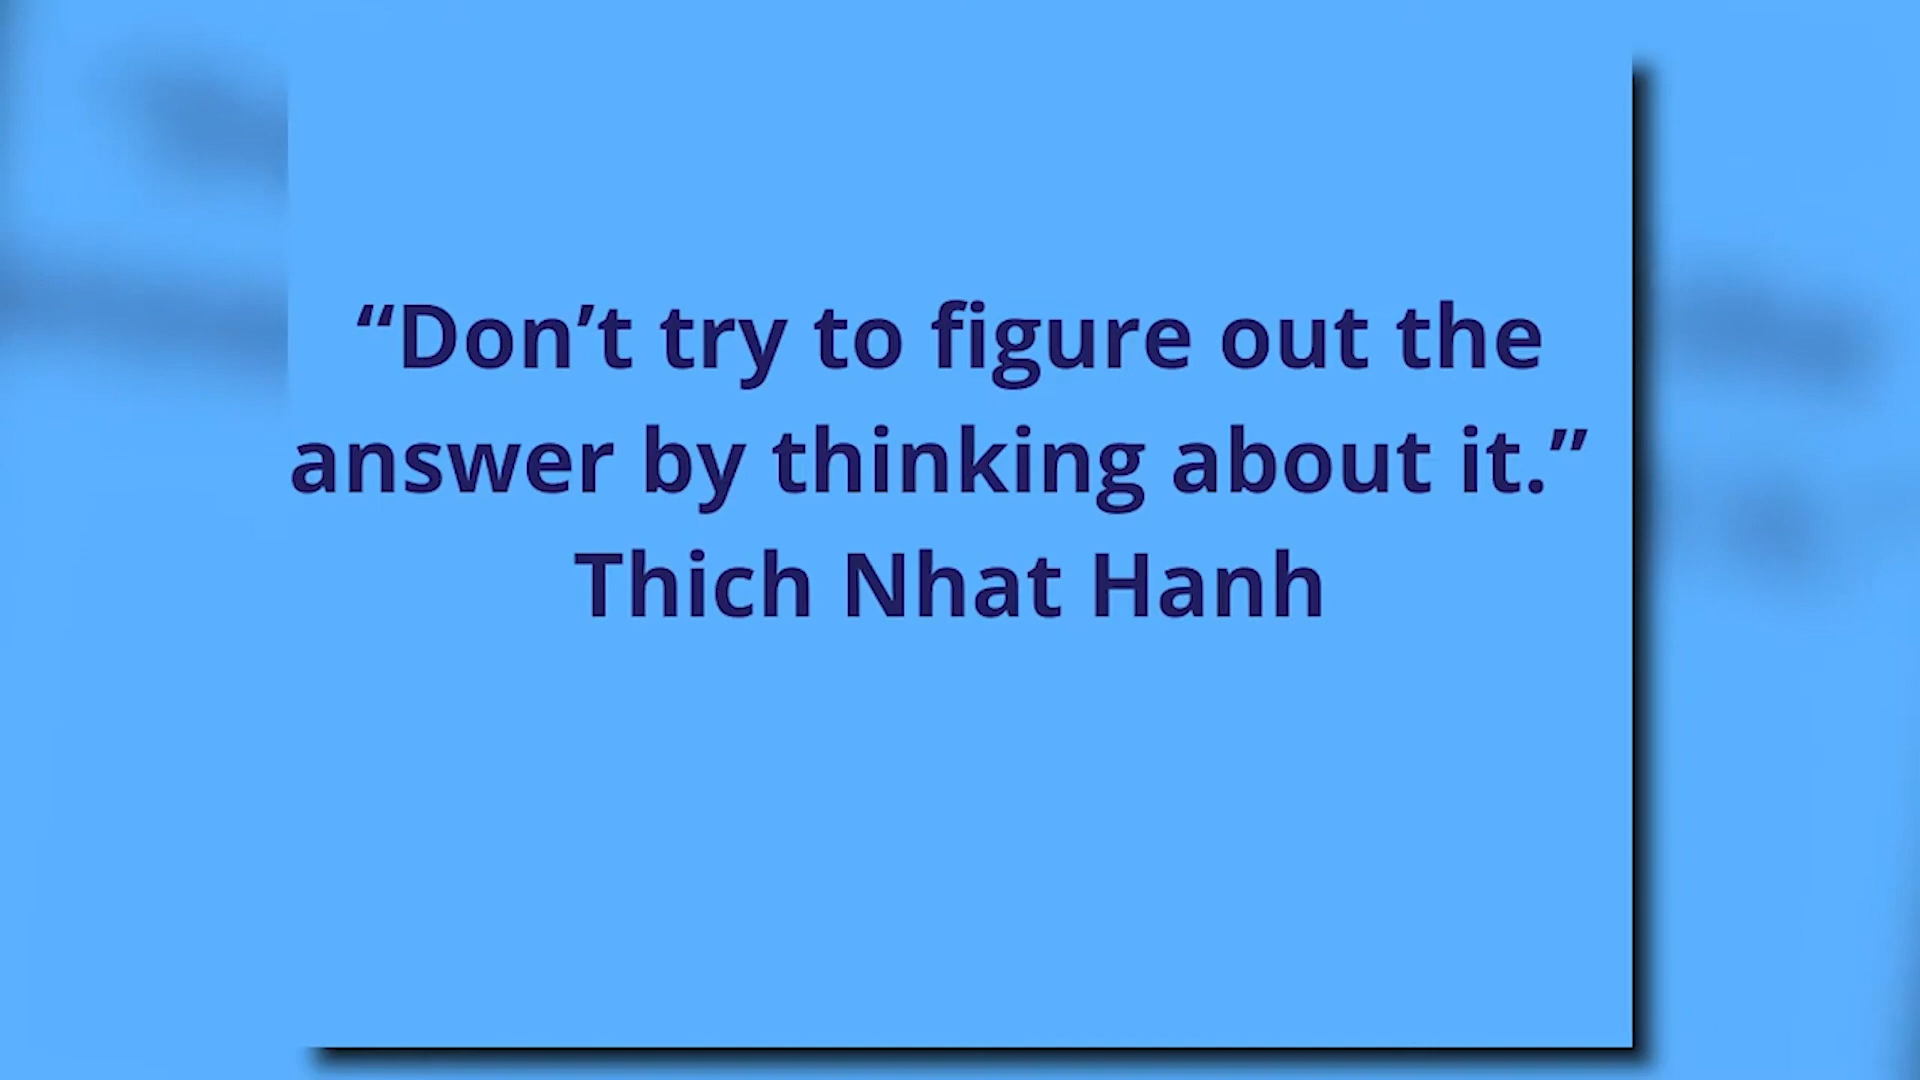 “Don’t try to figure out the
answer by thinking about it.”
Thich Nhat Hanh